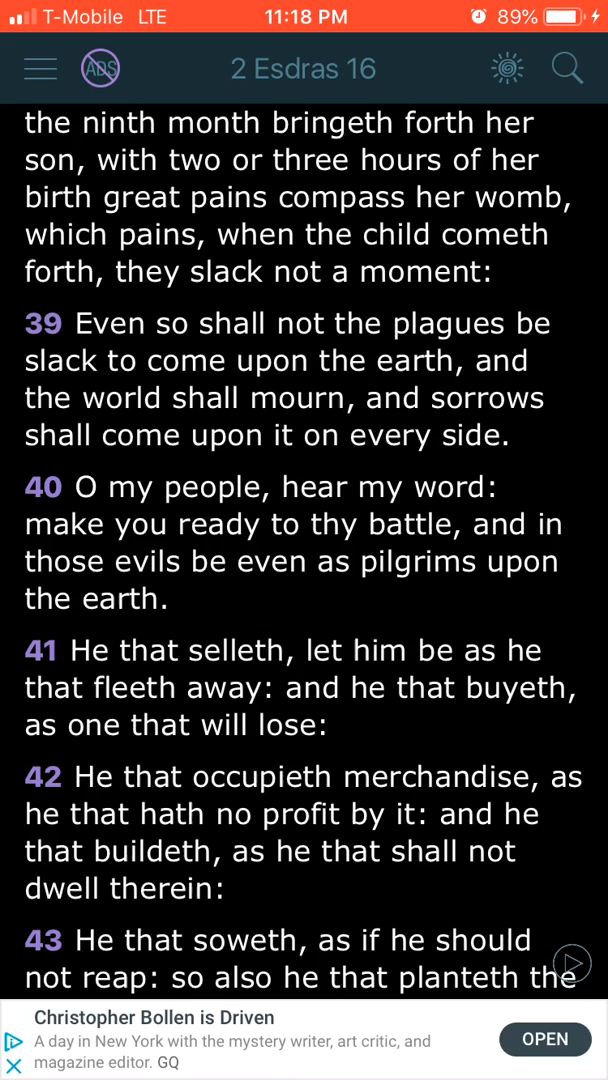 T-Mobile LTE 11:18 PM 89%
ADS 2 Esdras 16
the ninth month bringeth forth her
son, with two or three hours of her
birth great pains compass her womb,
which pains, when the child cometh
forth, they slack not a moment:
39 Even so shall not the plagues be
slack to come upon the earth, and
the world shall mourn, and sorrows
shall come upon it on every side.
40 O my people, hear my word:
make you ready to thy battle, and in
those evils be even as pilgrims upon
the earth.
41 He that selleth, let him be as he
that fleeth away: and he that buyeth,
as one that will lose:
42 He that occupieth merchandise, as
he that hath no profit by it: and he
that buildeth, as he that shall not
dwell therein:
43 He that soweth, as if he should
not reap: so also he that planteth the
Christopher Bollen is Driven
A day in New York with the mystery writer, art critic, and
magazine editor. GQ
OPEN